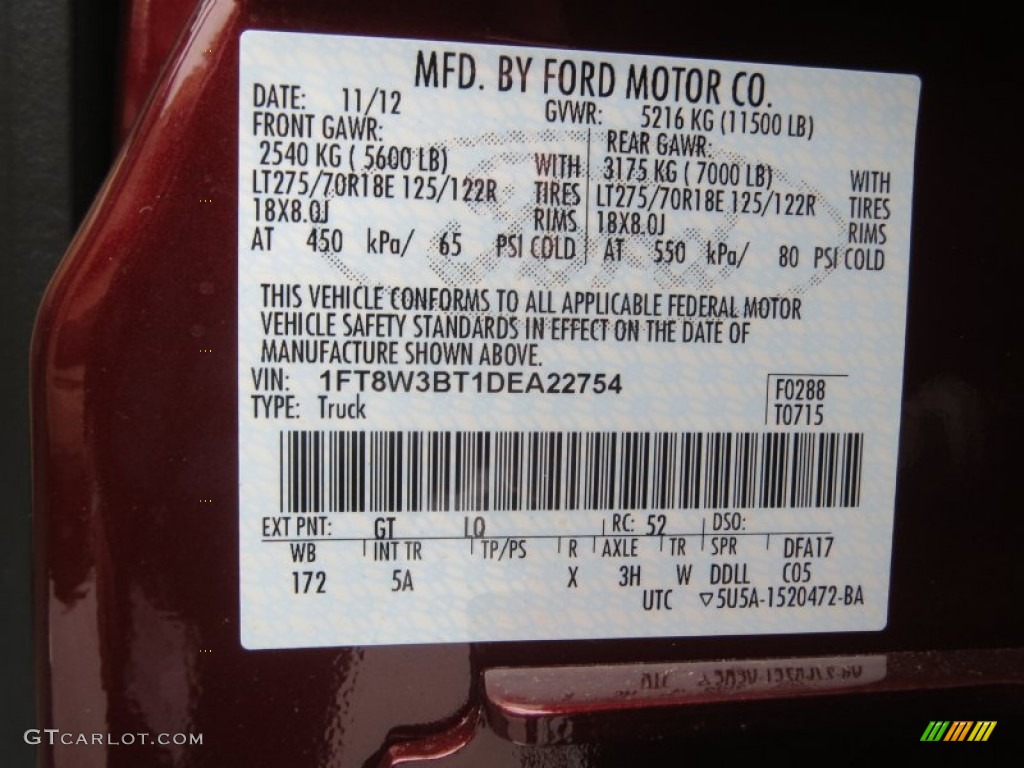 MFD. BY FORD MOTOR CO.
DATE: 11/12 GVWR: 5216 KG (11500 LB)
FRONT GAWR: REAR GAWR:
2540 KG ( 5600 LB) WITH 3175 KG ( 7000 LB) WITH
LT275/70R18E 125/122R TIRES LT275/70R18E 125/122R TIRES
18X8.0J RIMS 18X8.0J RIMS
AT 450 kPa/ 65 PSI COLD AT 550 kPa/ 80 PSI COLD
THIS VEHICLE CONFORMS TO ALL APPLICABLE FEDERAL MOTOR
VEHICLE SAFETY STANDARDS IN EFFECT ON THE DATE OF
MANUFACTURE SHOWN ABOVE.
VIN: 1FT8W3BT1DEA22754 F0288
TYPE: Truck T0715
EXT PNT: GT LQ RC: 52 DSO:
WB INT TR TP/PS R AXLE TR SPR DFA17
172 5A X 3H W DDLL C05
UTC ▽5U5A-1520472-BA
GTCARLOT.COM